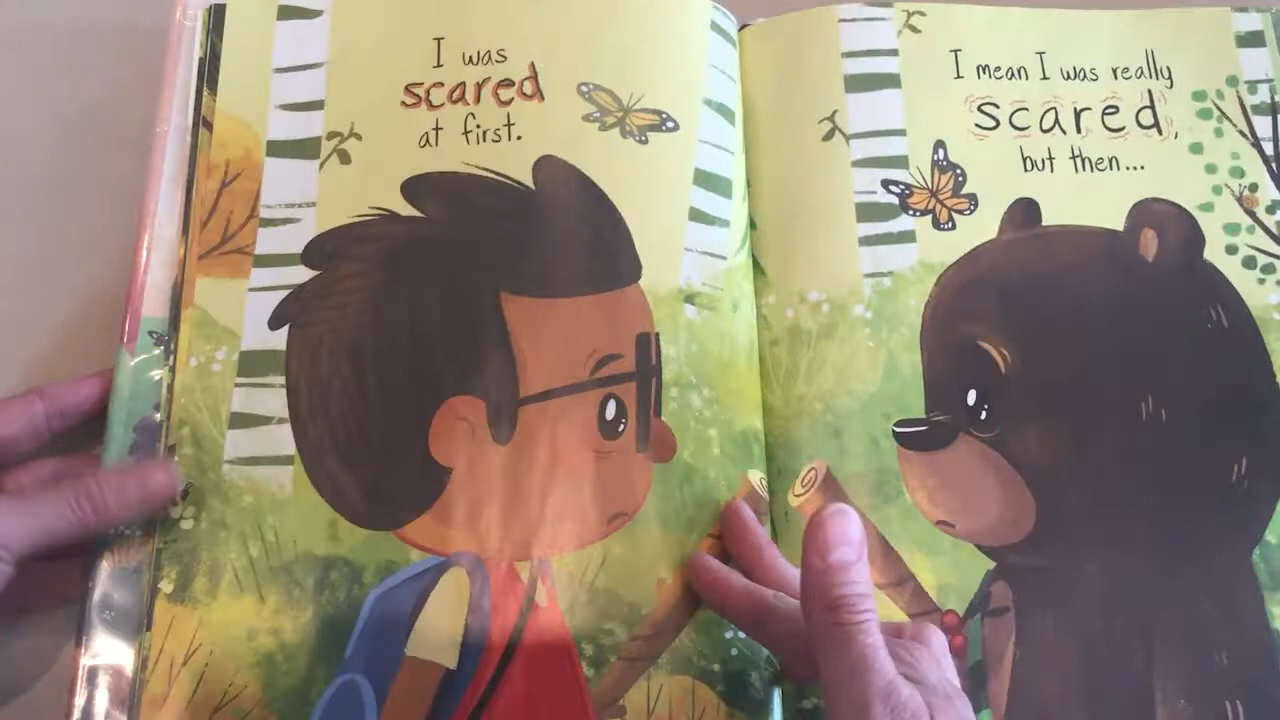 I was
scared
at first.
I mean I was really
scared,
but then...